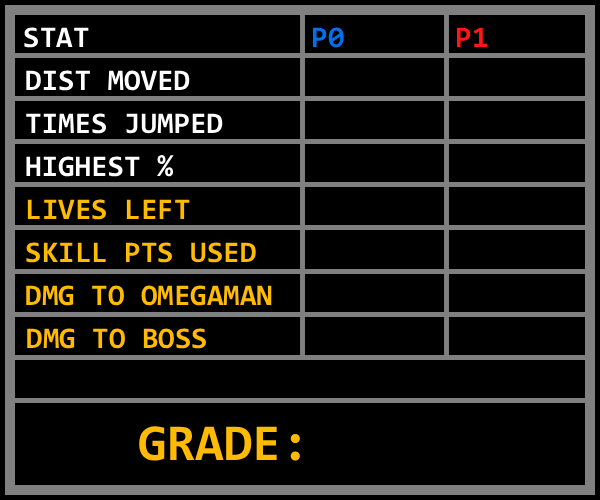 STAT P0 P1
DIST MOVED
TIMES JUMPED
HIGHEST %
LIVES LEFT
SKILL PTS USED
DMG TO OMEGAMAN
DMG TO BOSS
GRADE: